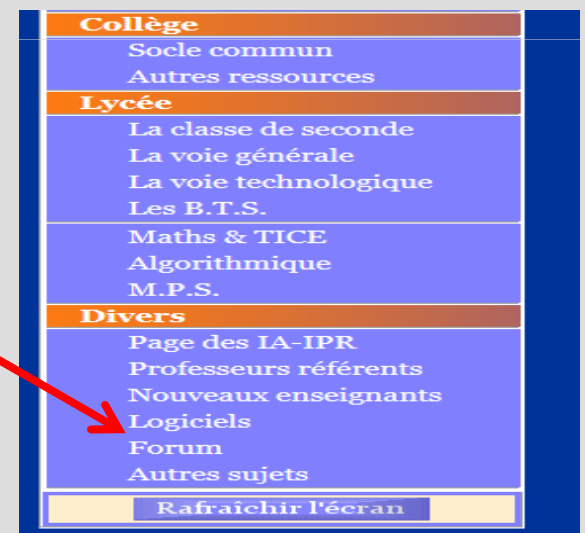 Collège
Socle commun
Autres ressources
Lycée
La classe de seconde
La voie générale
La voie technologique
Les B.T.S.
Maths & TICE
Algorithmique
M.P.S.
Divers
Page des IA-IPR
Professeurs référents
Nouveaux enseignants
Logiciels
Forum
Autres sujets
Rafraîchir l'écran